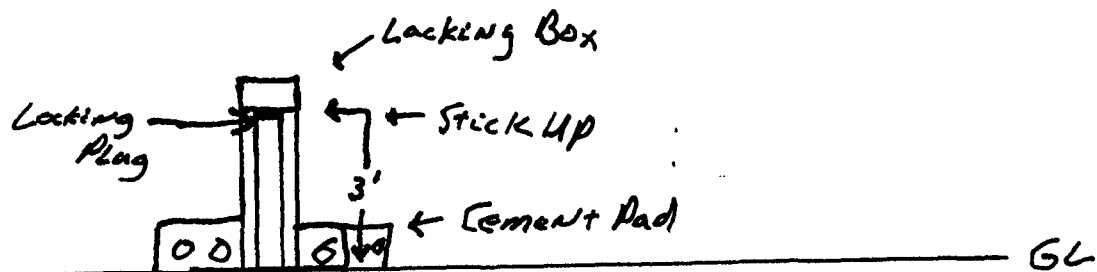 Locking Box
Locking
Plug
Stick Up
3'
Cement Pad
GL